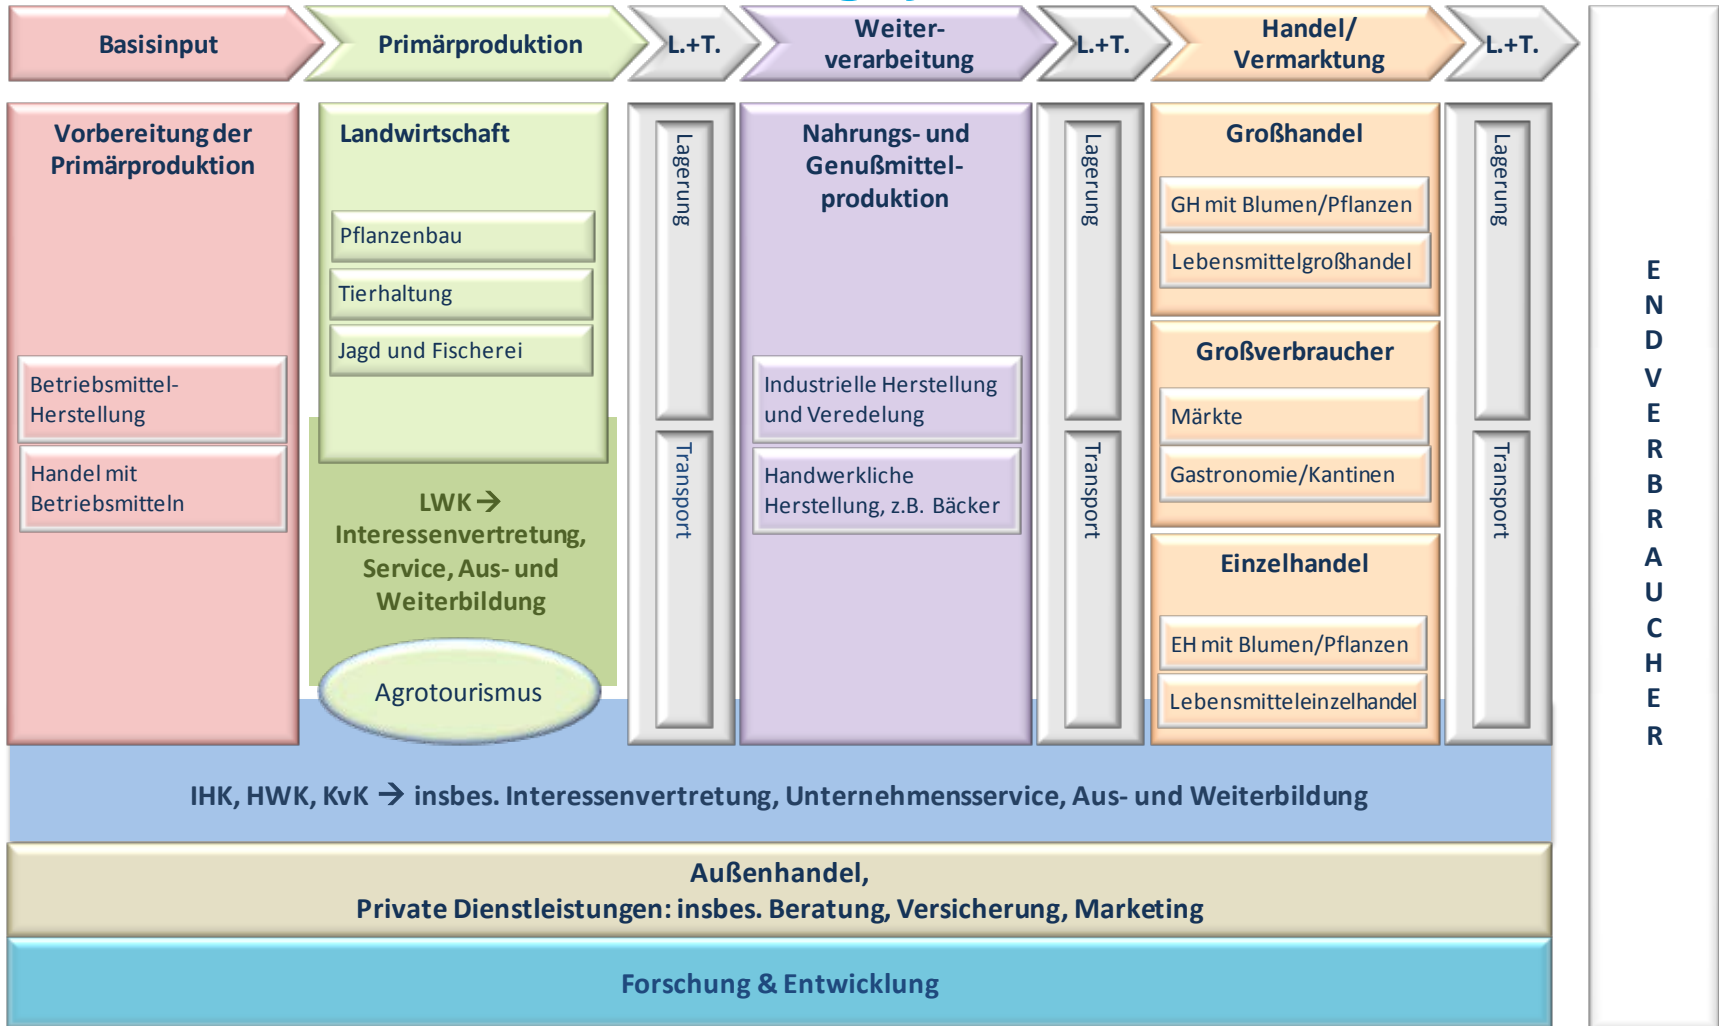 Basisinput
Primärproduktion
L.+T.
Weiter-
verarbeitung
L.+T.
Handel/
Vermarktung
L.+T.
Vorbereitung der
Primärproduktion
Betriebsmittel-
Herstellung
Handel mit
Betriebsmitteln
Landwirtschaft
Pflanzenbau
Tierhaltung
Jagd und Fischerei
LWK →
Interessenvertretung,
Service, Aus- und
Weiterbildung
Agrotourismus
Lagerung
Transport
Nahrungs- und
Genußmittel-
produktion
Industrielle Herstellung
und Veredelung
Handwerkliche
Herstellung, z.B. Bäcker
Lagerung
Transport
Großhandel
GH mit Blumen/Pflanzen
Lebensmittelgroßhandel
Großverbraucher
Märkte
Gastronomie/Kantinen
Einzelhandel
EH mit Blumen/Pflanzen
Lebensmitteleinzelhandel
Lagerung
Transport
ENDVERBRAUCHER
IHK, HWK, KvK → insbes. Interessenvertretung, Unternehmensservice, Aus- und Weiterbildung
Außenhandel,
Private Dienstleistungen: insbes. Beratung, Versicherung, Marketing
Forschung & Entwicklung